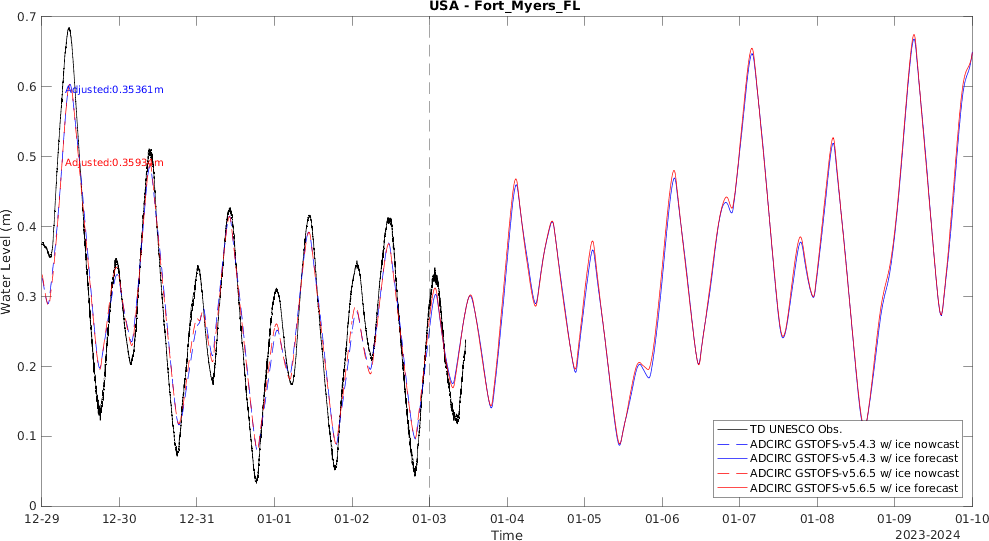 USA - Fort_Myers_FL
0.7
0.6
0.5
0.4
0.3
0.2
0.1
0
Water Level (m)
Adjusted:0.35361m
TD UNESCO Obs.
ADCIRC GSTOFS-v5.4.3 w/ ice nowcast
ADCIRC GSTOFS-v5.4.3 w/ ice forecast
ADCIRC GSTOFS-v5.6.5 w/ ice nowcast
ADCIRC GSTOFS-v5.6.5 w/ ice forecast
12-29 12-30 12-31 01-01 01-02 01-03 01-04 01-05 01-06 01-07 01-08 01-09 01-10
Time
2023-2024